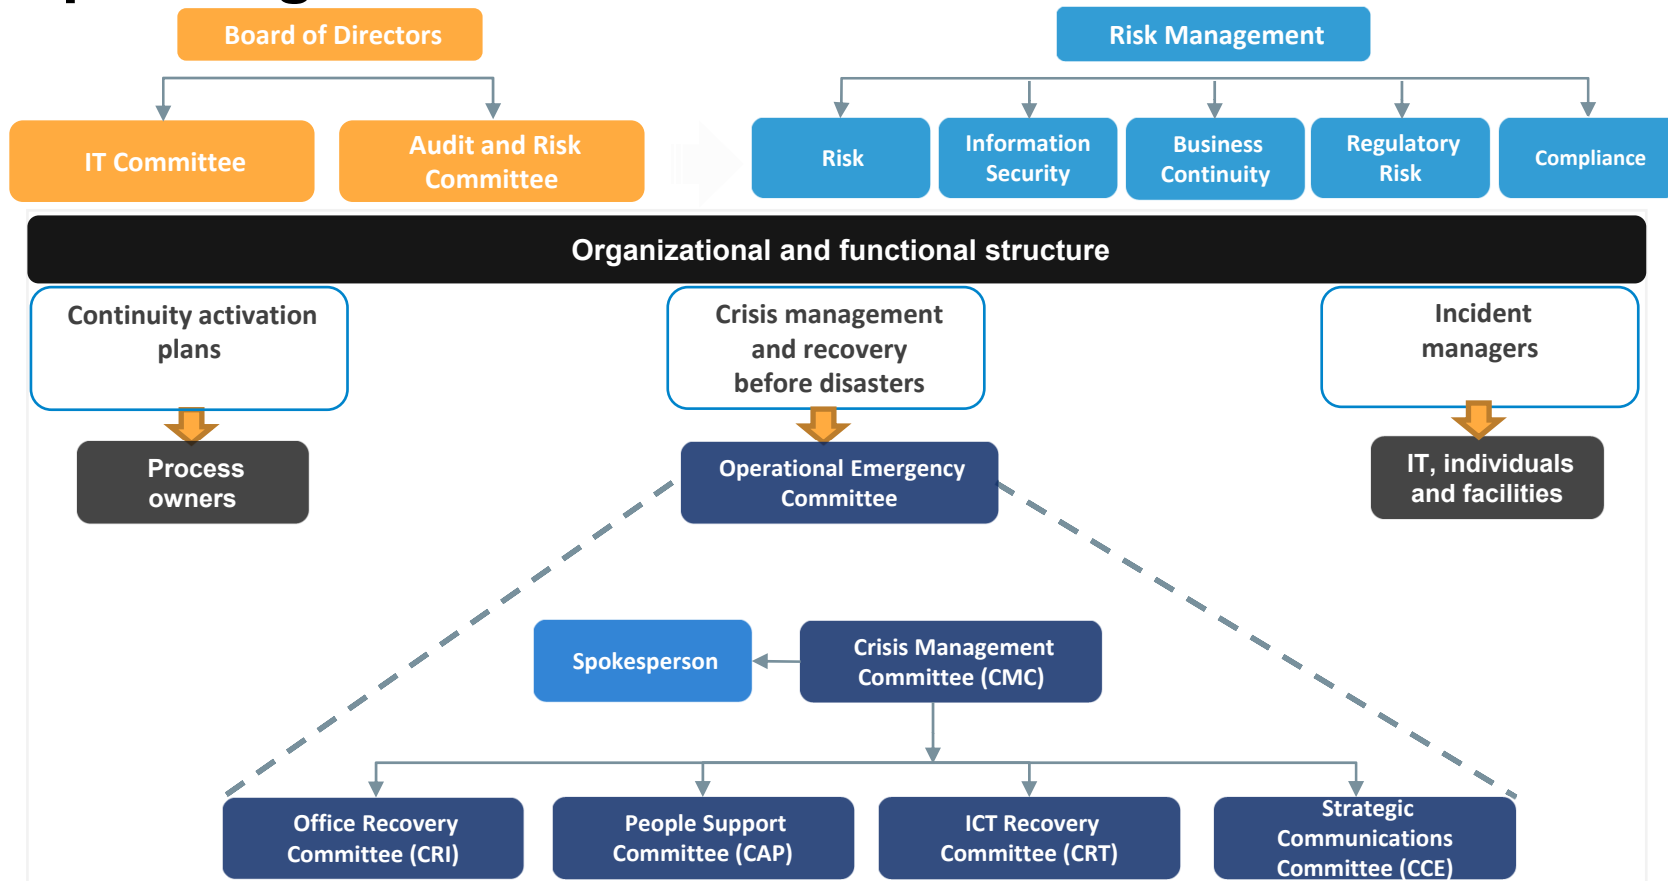 Board of Directors
Risk Management
IT Committee
Audit and Risk
Committee
Risk
Information
Security
Business
Continuity
Regulatory
Risk
Compliance
Organizational and functional structure
Continuity activation
plans
Crisis management
and recovery
before disasters
Incident
managers
Process
owners
Operational Emergency
Committee
IT, individuals
and facilities
Spokesperson
Crisis Management
Committee (CMC)
Office Recovery
Committee (CRI)
People Support
Committee (CAP)
ICT Recovery
Committee (CRT)
Strategic
Communications
Committee (CCE)